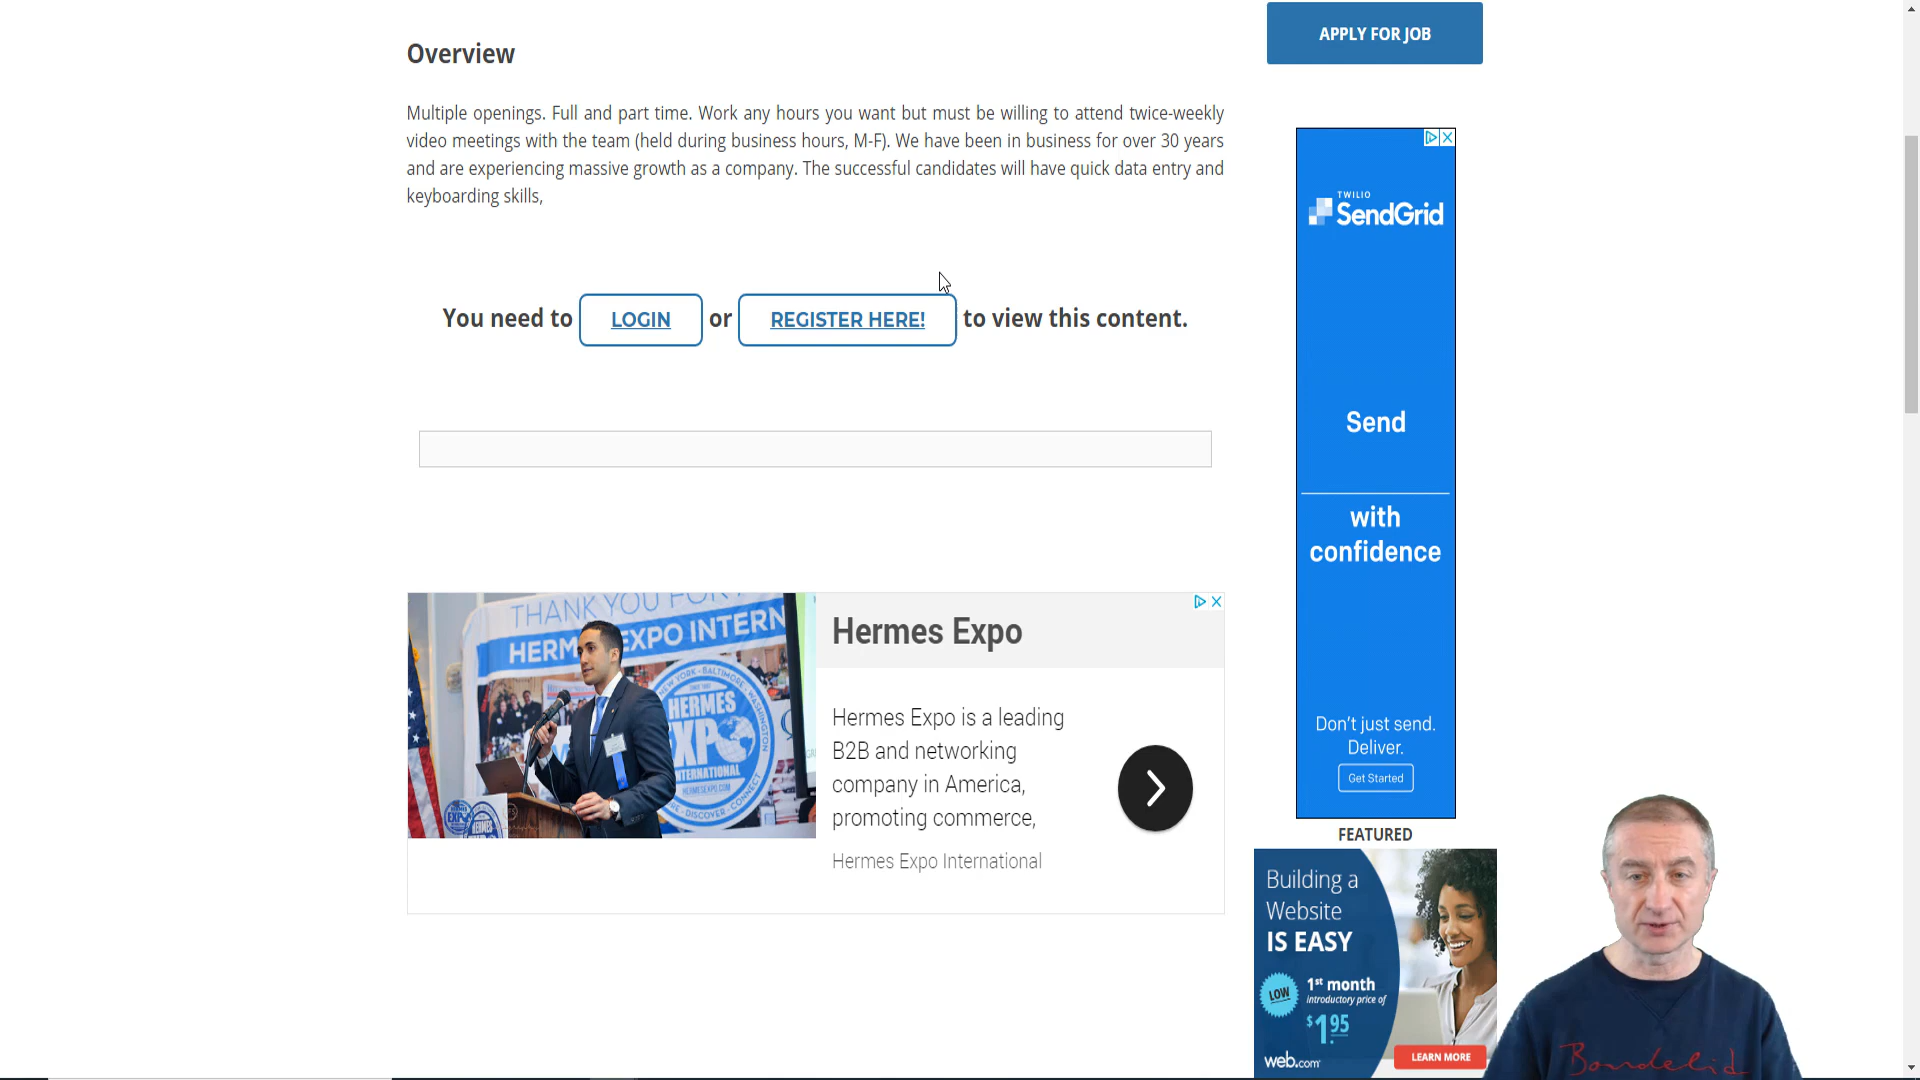 Overview
Multiple openings. Full and part time. Work any hours you want but must be willing to attend twice-weekly
video meetings with the team (held during business hours, M-F). We have been in business for over 30 years
and are experiencing massive growth as a company. The successful candidates will have quick data entry and
keyboarding skills,
You need to LOGIN or REGISTER HERE! to view this content.
THANK YOU FOR
HERM EXPO INTERN
HERMES
EXPO
INTERNATIONAL
HERMESEXPO.COM
Hermes Expo
Hermes Expo is a leading
B2B and networking
company in America,
promoting commerce,
Hermes Expo International
APPLY FOR JOB
TWILIO
SendGrid
Send
with
confidence
Don't just send.
Deliver.
Get Started
FEATURED
Building a
Website
IS EASY
LOW
1st month
introductory price of
$1.95
web.com
LEARN MORE
Bondelid